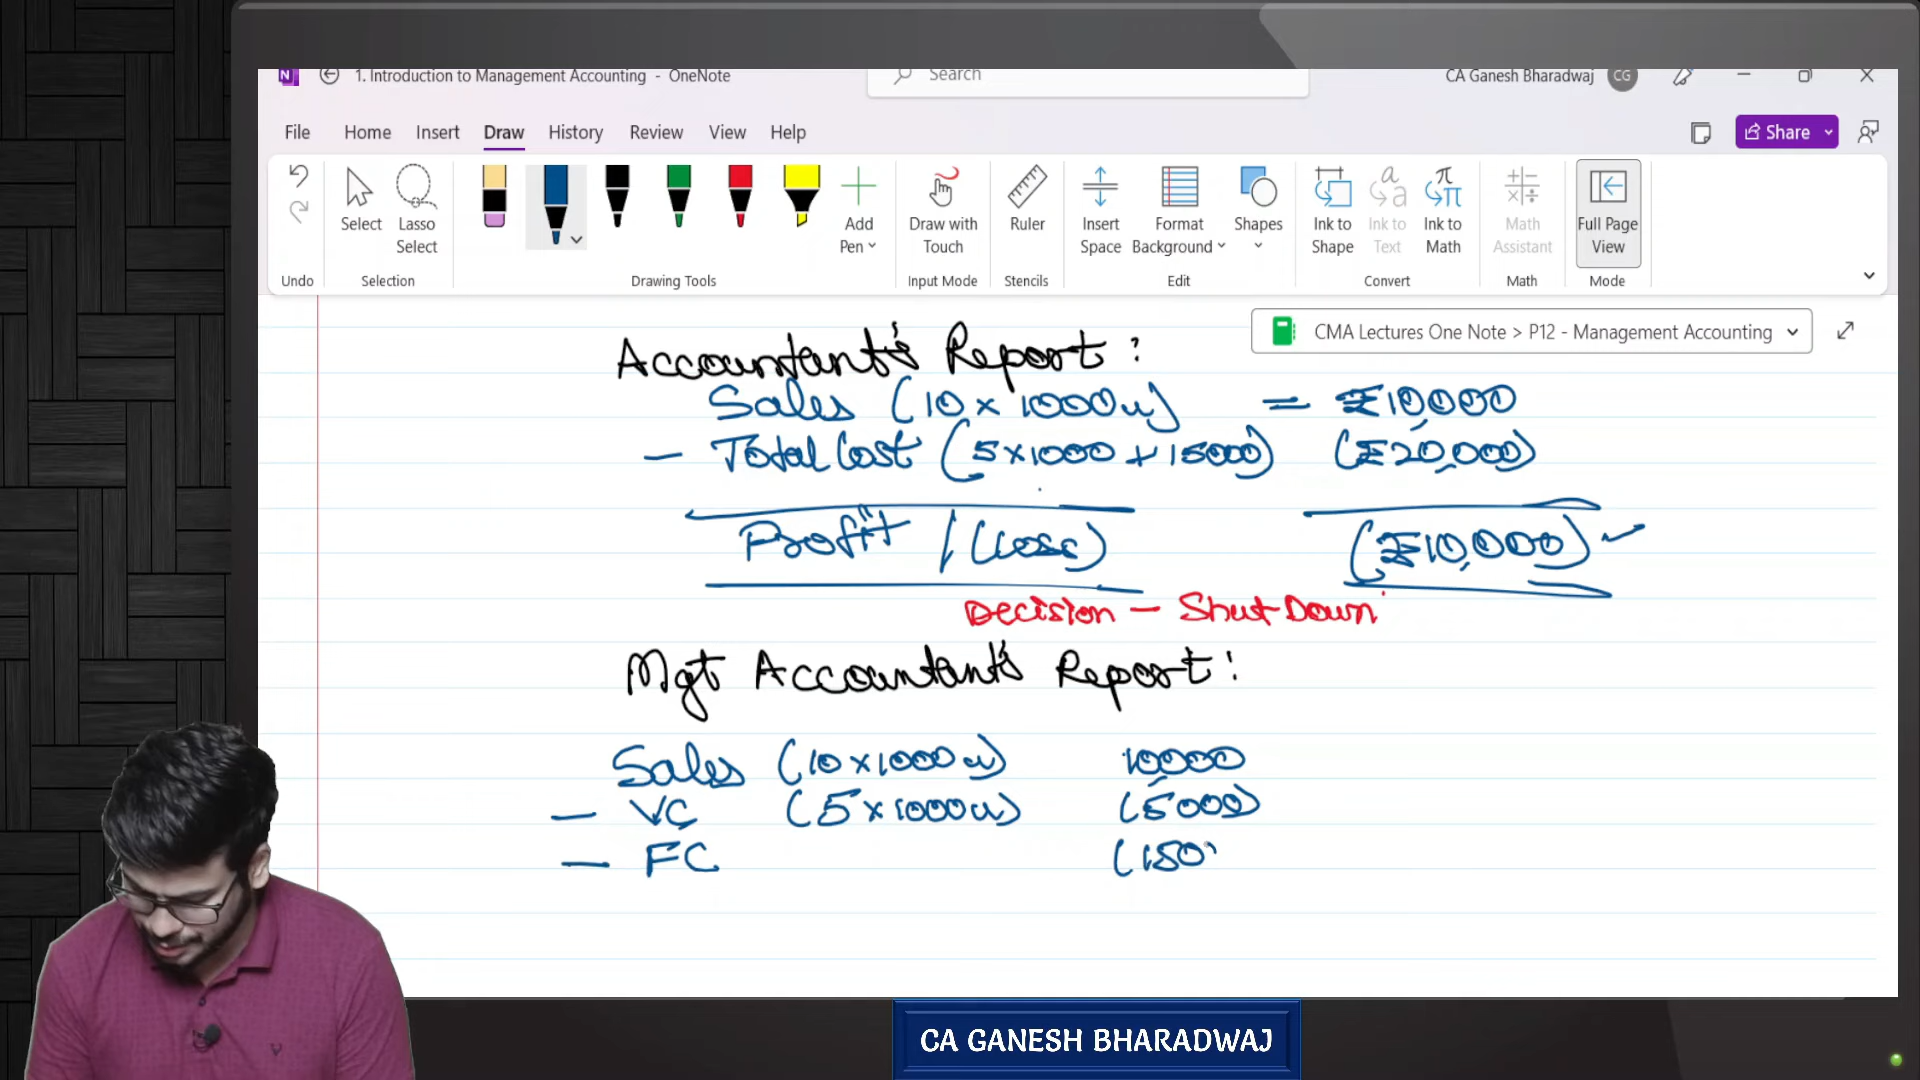 1. Introduction to Management Accounting - OneNote
Search
CA Ganesh Bharadwaj CG
File Home Insert Draw History Review View Help
Share
Undo
Select
Lasso Select
Selection
Drawing Tools
Add Pen
Draw with Touch
Input Mode
Ruler
Stencils
Insert Space
Format Background
Shapes
Edit
Ink to Shape
Ink to Text
Ink to Math
Convert
Math Assistant
Math
Full Page View
Mode
CMA Lectures One Note > P12 - Management Accounting
Accountant's Report :
Sales (10 x 1000u) = ₹10,000
- Total Cost (5x1000 + 15000) (₹20,000)
Profit / (Loss) (₹10,000) ✓
Decision - Shut Down
Mgt Accountant's Report :
Sales (10x1000u) 10000
- VC (5x1000u) (5000)
- FC (150
CA GANESH BHARADWAJ